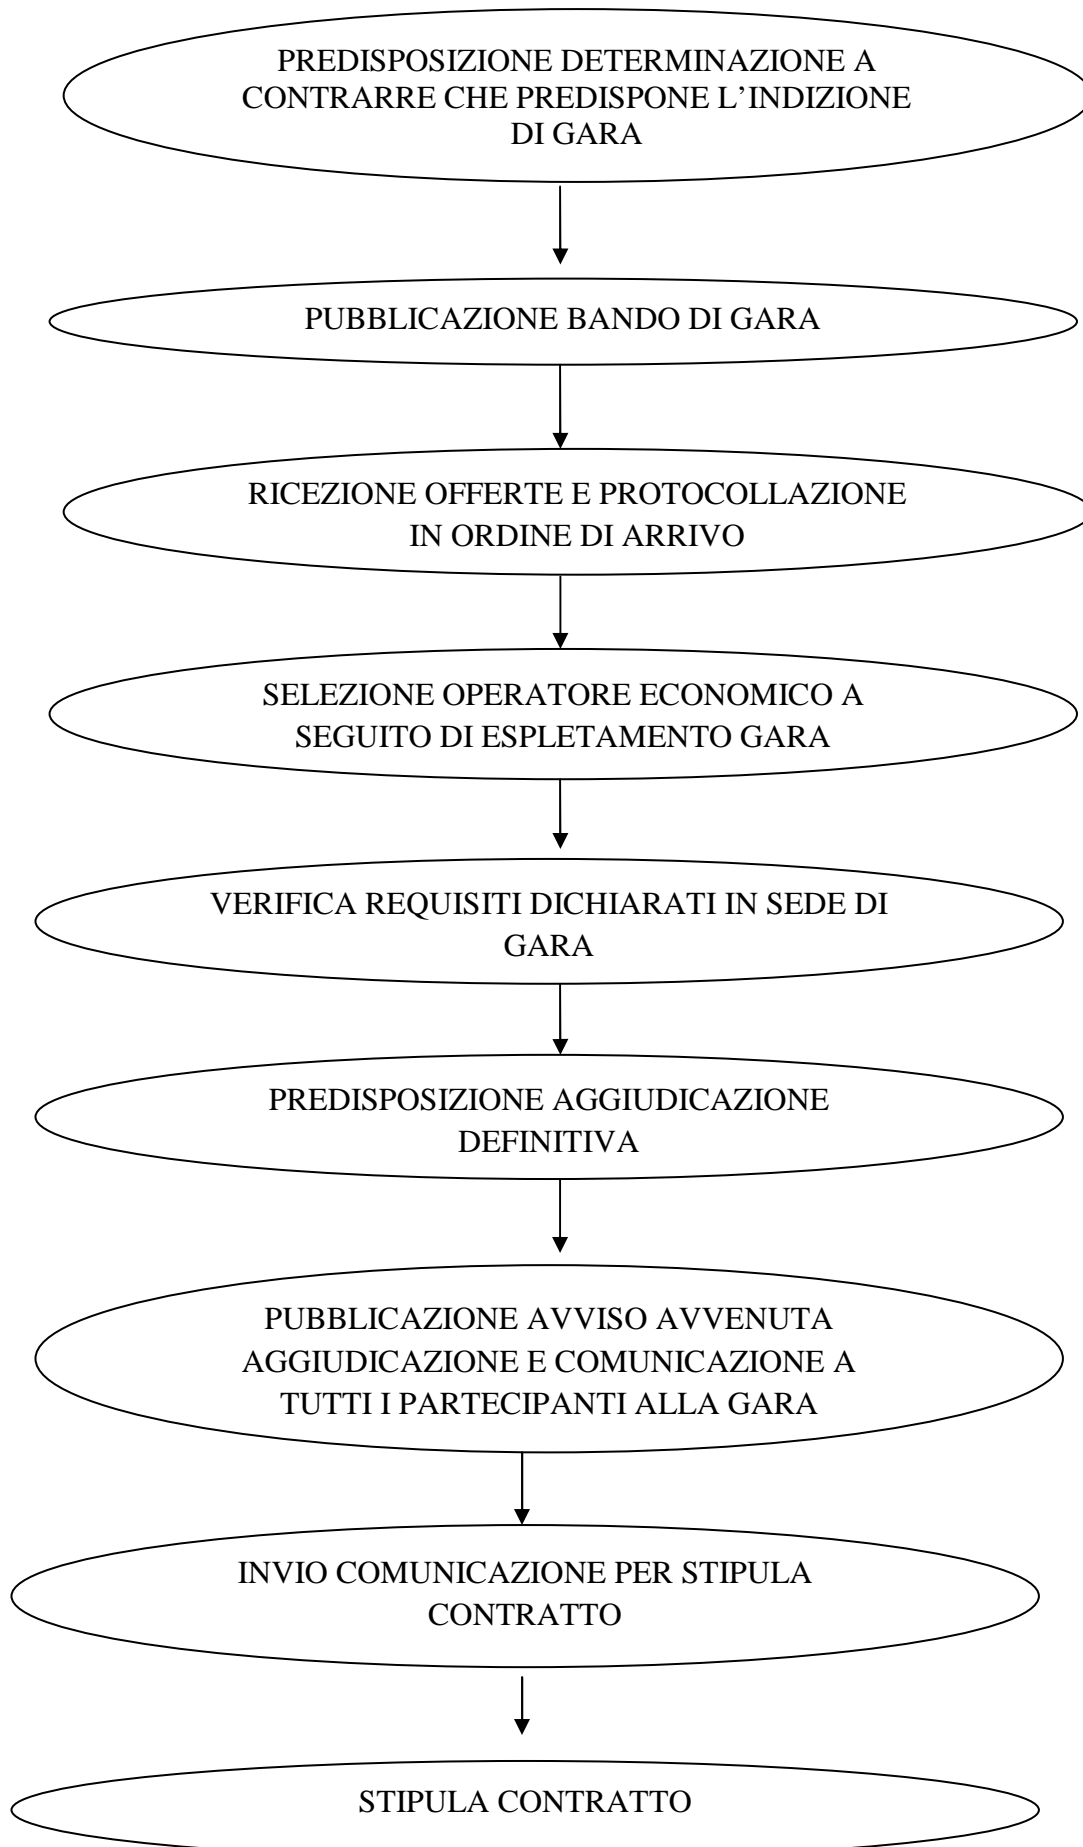 PREDISPOSIZIONE DETERMINAZIONE A
CONTRARRE CHE PREDISPONE L’INDIZIONE
DI GARA
PUBBLICAZIONE BANDO DI GARA
RICEZIONE OFFERTE E PROTOCOLLAZIONE
IN ORDINE DI ARRIVO
SELEZIONE OPERATORE ECONOMICO A
SEGUITO DI ESPLETAMENTO GARA
VERIFICA REQUISITI DICHIARATI IN SEDE DI
GARA
PREDISPOSIZIONE AGGIUDICAZIONE
DEFINITIVA
PUBBLICAZIONE AVVISO AVVENUTA
AGGIUDICAZIONE E COMUNICAZIONE A
TUTTI I PARTECIPANTI ALLA GARA
INVIO COMUNICAZIONE PER STIPULA
CONTRATTO
STIPULA CONTRATTO